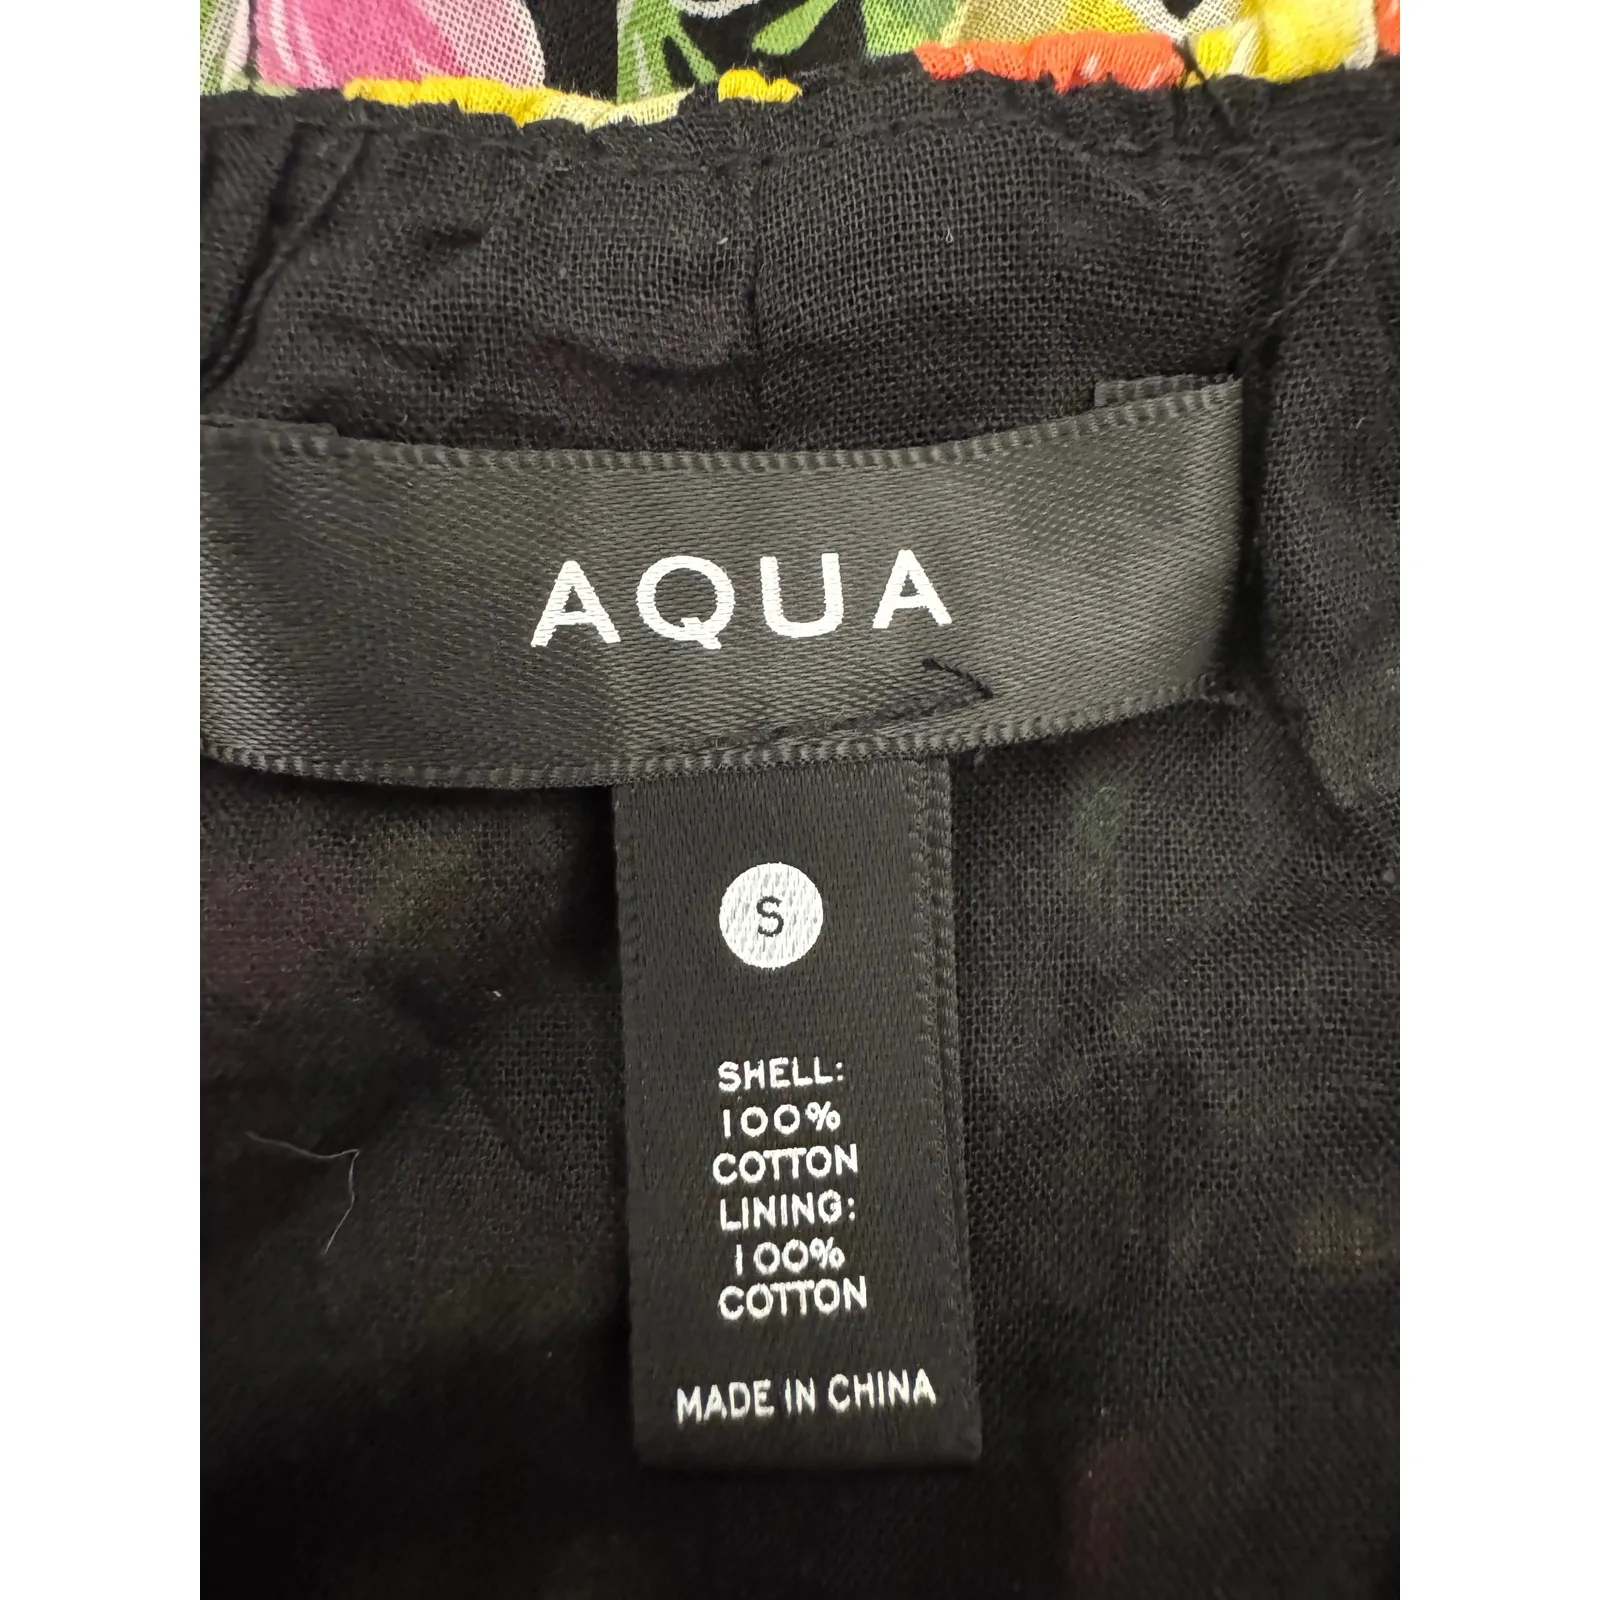 AQUA
S
SHELL:
100%
COTTON
LINING:
100%
COTTON
MADE IN CHINA